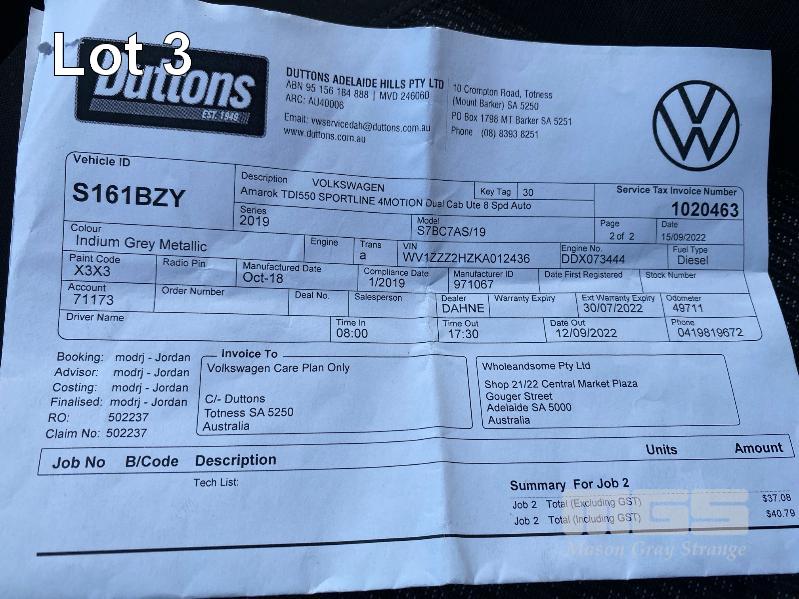 Lot 3
Duttons
EST. 1949
DUTTONS ADELAIDE HILLS PTY LTD
ABN 95 156 184 888 | MVD 246060
ARC: AU40006
Email: vwservicedah@duttons.com.au
www.duttons.com.au
10 Crompton Road, Totness
(Mount Barker) SA 5250
PO Box 1798 MT Barker SA 5251
Phone (08) 8393 8251
Vehicle ID
S161BZY
Description VOLKSWAGEN
Amarok TDI550 SPORTLINE 4MOTION Dual Cab Ute 8 Spd Auto
Key Tag 30
Service Tax Invoice Number
1020463
Series
2019
Model
S7BC7AS/19
Page
2 of 2
Date
15/09/2022
Colour
Indium Grey Metallic
Engine
Trans
a
VIN
WV1ZZZ2HZKA012436
Engine No.
DDX073444
Fuel Type
Diesel
Paint Code
X3X3
Radio Pin
Manufactured Date
Oct-18
Compliance Date
1/2019
Manufacturer ID
971067
Date First Registered
Stock Number
Account
71173
Order Number
Deal No.
Salesperson
Dealer
DAHNE
Warranty Expiry
Ext Warranty Expiry
30/07/2022
Odometer
49711
Driver Name
Time In
08:00
Time Out
17:30
Date Out
12/09/2022
Phone
0419819672
Booking: modrj - Jordan
Advisor: modrj - Jordan
Costing: modrj - Jordan
Finalised: modrj - Jordan
RO: 502237
Claim No: 502237
Invoice To
Volkswagen Care Plan Only
C/- Duttons
Totness SA 5250
Australia
Wholeandsome Pty Ltd
Shop 21/22 Central Market Plaza
Gouger Street
Adelaide SA 5000
Australia
Job No B/Code Description Units Amount
Tech List:
Summary For Job 2
Job 2 Total (Excluding GST) $37.08
Job 2 Total (Including GST) $40.79
MGS
Mason Gray Strange